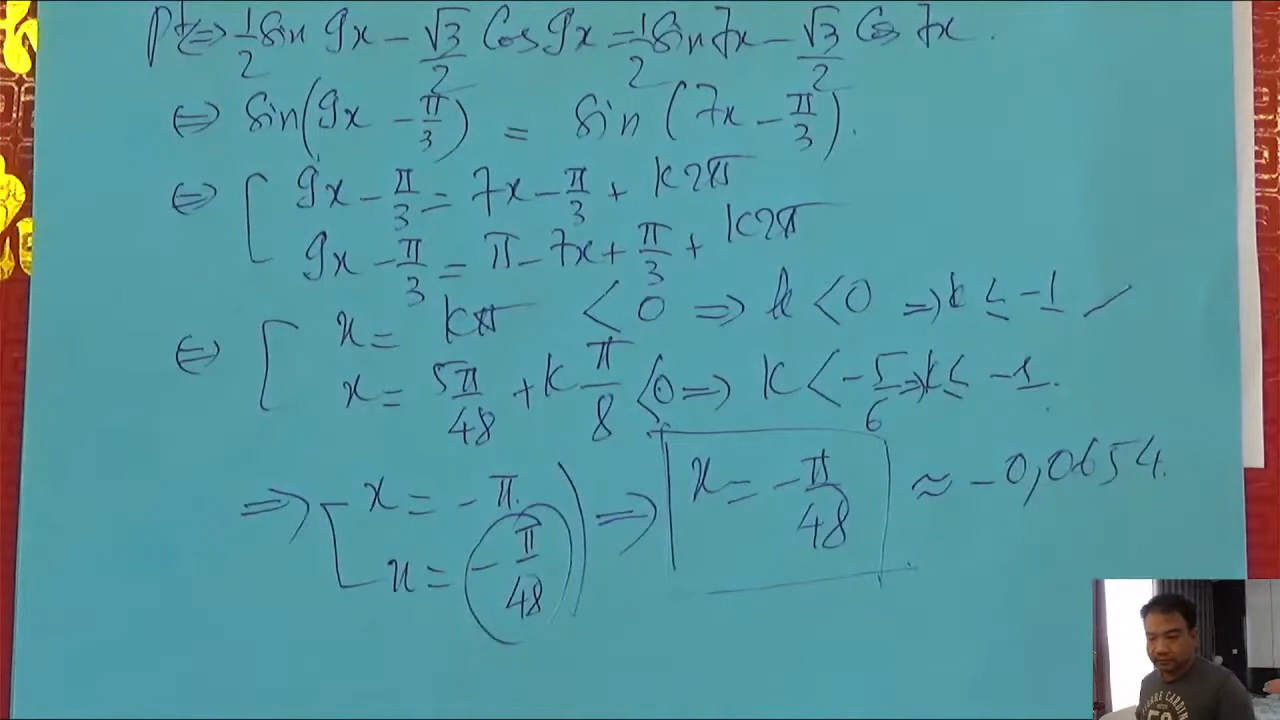 Pt ⇔ 1/2 Sin 9x − √3/2 Cos 9x = 1/2 Sin 7x − √3/2 Cos 7x.
⇔ Sin(9x − π/3) = Sin(7x − π/3).
⇔ [ 9x − π/3 = 7x − π/3 + k2π
9x − π/3 = π − 7x + π/3 + k2π
⇔ [ x = kπ < 0 ⇒ k < 0 ⇒ k ≤ −1
x = 5π/48 + k π/8 < 0 ⇒ k < −5/6 ⇒ k ≤ −1.
⇒ [ x = −π
x = −π/48 ⇒ x = −π/48 ≈ −0,0654.
PIERRE CARDIN